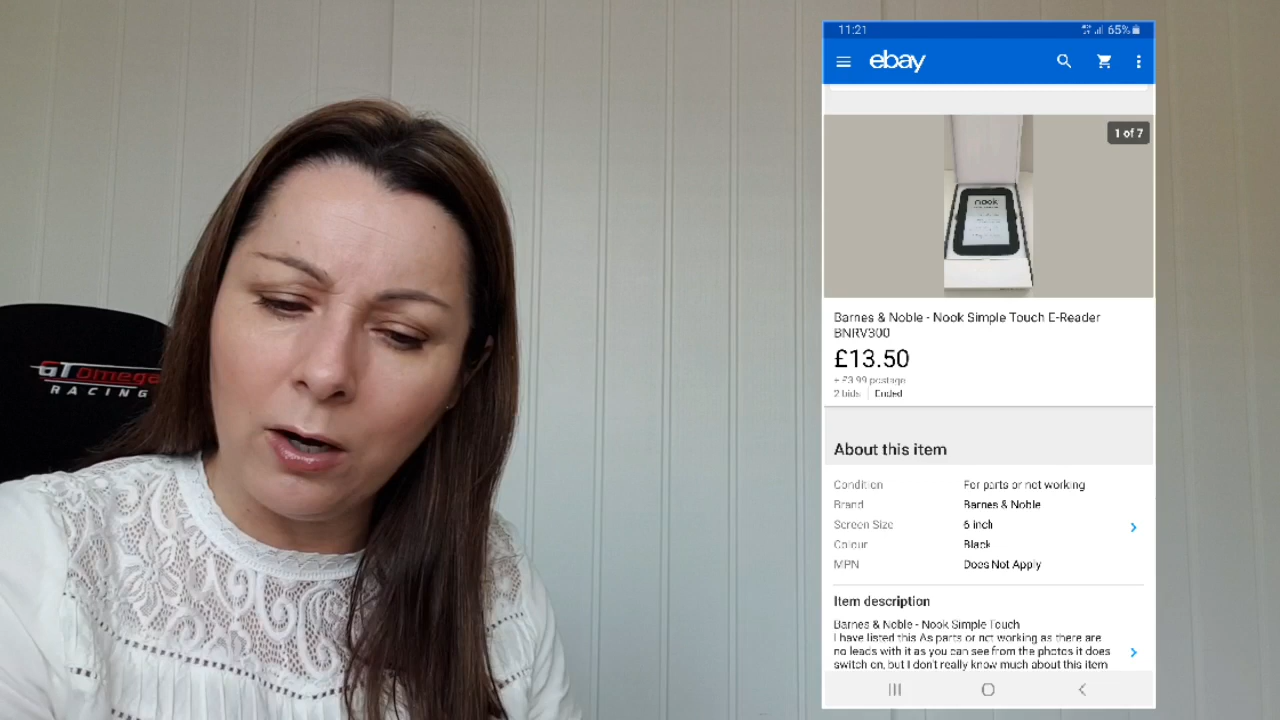 GT Omega
RACING
11:21
65%
ebay
1 of 7
nook
Barnes & Noble - Nook Simple Touch E-Reader
BNRV300
£13.50
+ £3.99 postage
2 bids | Ended
About this item
Condition For parts or not working
Brand Barnes & Noble
Screen Size 6 inch
Colour Black
MPN Does Not Apply
Item description
Barnes & Noble - Nook Simple Touch
I have listed this As parts or not working as there are
no leads with it as you can see from the photos it does
switch on, but I don't really know much about this item